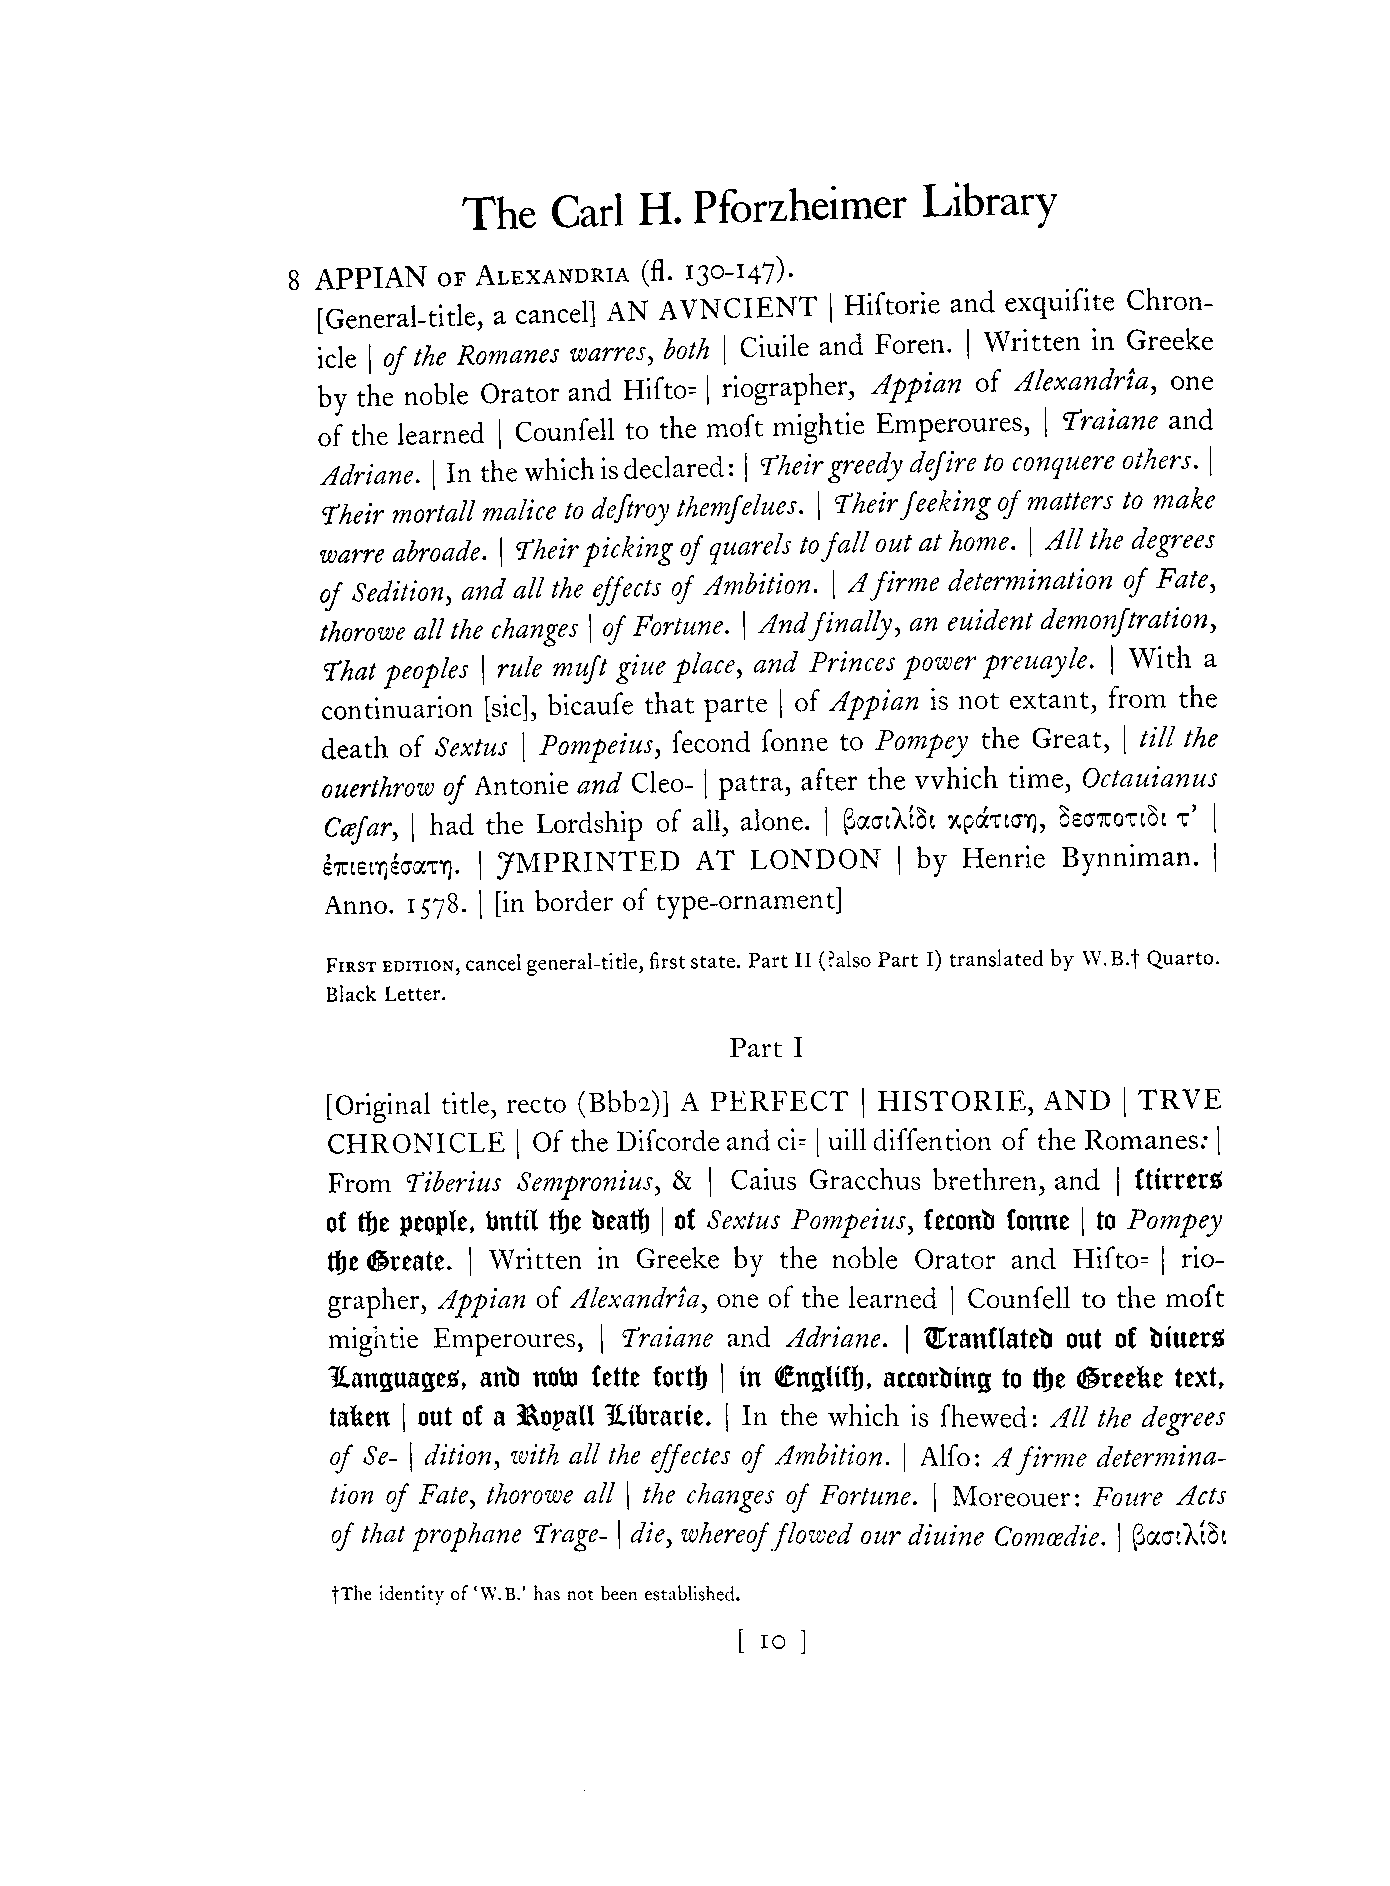 The Carl H. Pforzheimer Library
8 APPIAN OF ALEXANDRIA (fl. 130-147).
[General-title, a cancel] AN AVNCIENT | Hiſtorie and exquiſite Chron-
icle | of the Romanes warres, both | Ciuile and Foren. | Written in Greeke
by the noble Orator and Hiſto= | riographer, Appian of Alexandrîa, one
of the learned | Counſell to the moſt mightie Emperoures, | Traiane and
Adriane. | In the which is declared: | Their greedy deſire to conquere others. |
Their mortall malice to deſtroy themſelues. | Their ſeeking of matters to make
warre abroade. | Their picking of quarels to fall out at home. | All the degrees
of Sedition, and all the effects of Ambition. | A firme determination of Fate,
thorowe all the changes | of Fortune. | And finally, an euident demonſtration,
That peoples | rule muſt giue place, and Princes power preuayle. | With a
continuarion [sic], bicauſe that parte | of Appian is not extant, from the
death of Sextus | Pompeius, ſecond ſonne to Pompey the Great, | till the
ouerthrow of Antonie and Cleo- | patra, after the vvhich time, Octauianus
Cæſar, | had the Lordship of all, alone. | βασιλίδι κράτιση, δεσποτιδι τ’ |
ἐπιειηέσατη. | IMPRINTED AT LONDON | by Henrie Bynniman. |
Anno. 1578. | [in border of type-ornament]
FIRST EDITION, cancel general-title, first state. Part II (?also Part I) translated by W.B.† Quarto.
Black Letter.
Part I
[Original title, recto (Bbb2)] A PERFECT | HISTORIE, AND | TRVE
CHRONICLE | Of the Diſcorde and ci= | uill diſſention of the Romanes: |
From Tiberius Sempronius, & | Caius Gracchus brethren, and | ſtirrers
of the people, vntil the death | of Sextus Pompeius, ſecond ſonne | to Pompey
the Greate. | Written in Greeke by the noble Orator and Hiſto= | rio-
grapher, Appian of Alexandrîa, one of the learned | Counſell to the moſt
mightie Emperoures, | Traiane and Adriane. | Tranſlated out of diuers
Languages, and now ſette forth | in Engliſh, according to the Greeke text,
taken | out of a Royall Librarie. | In the which is ſhewed: All the degrees
of Se- | dition, with all the effectes of Ambition. | Alſo: A firme determina-
tion of Fate, thorowe all | the changes of Fortune. | Moreouer: Foure Acts
of that prophane Trage- | die, whereof flowed our diuine Comœdie. | βασιλίδι
†The identity of ‘W.B.’ has not been established.
[ 10 ]